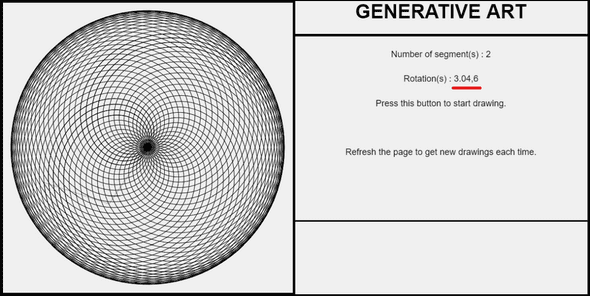 GENERATIVE ART
Number of segment(s) : 2
Rotation(s) : 3.04,6
Press this button to start drawing.
Refresh the page to get new drawings each time.